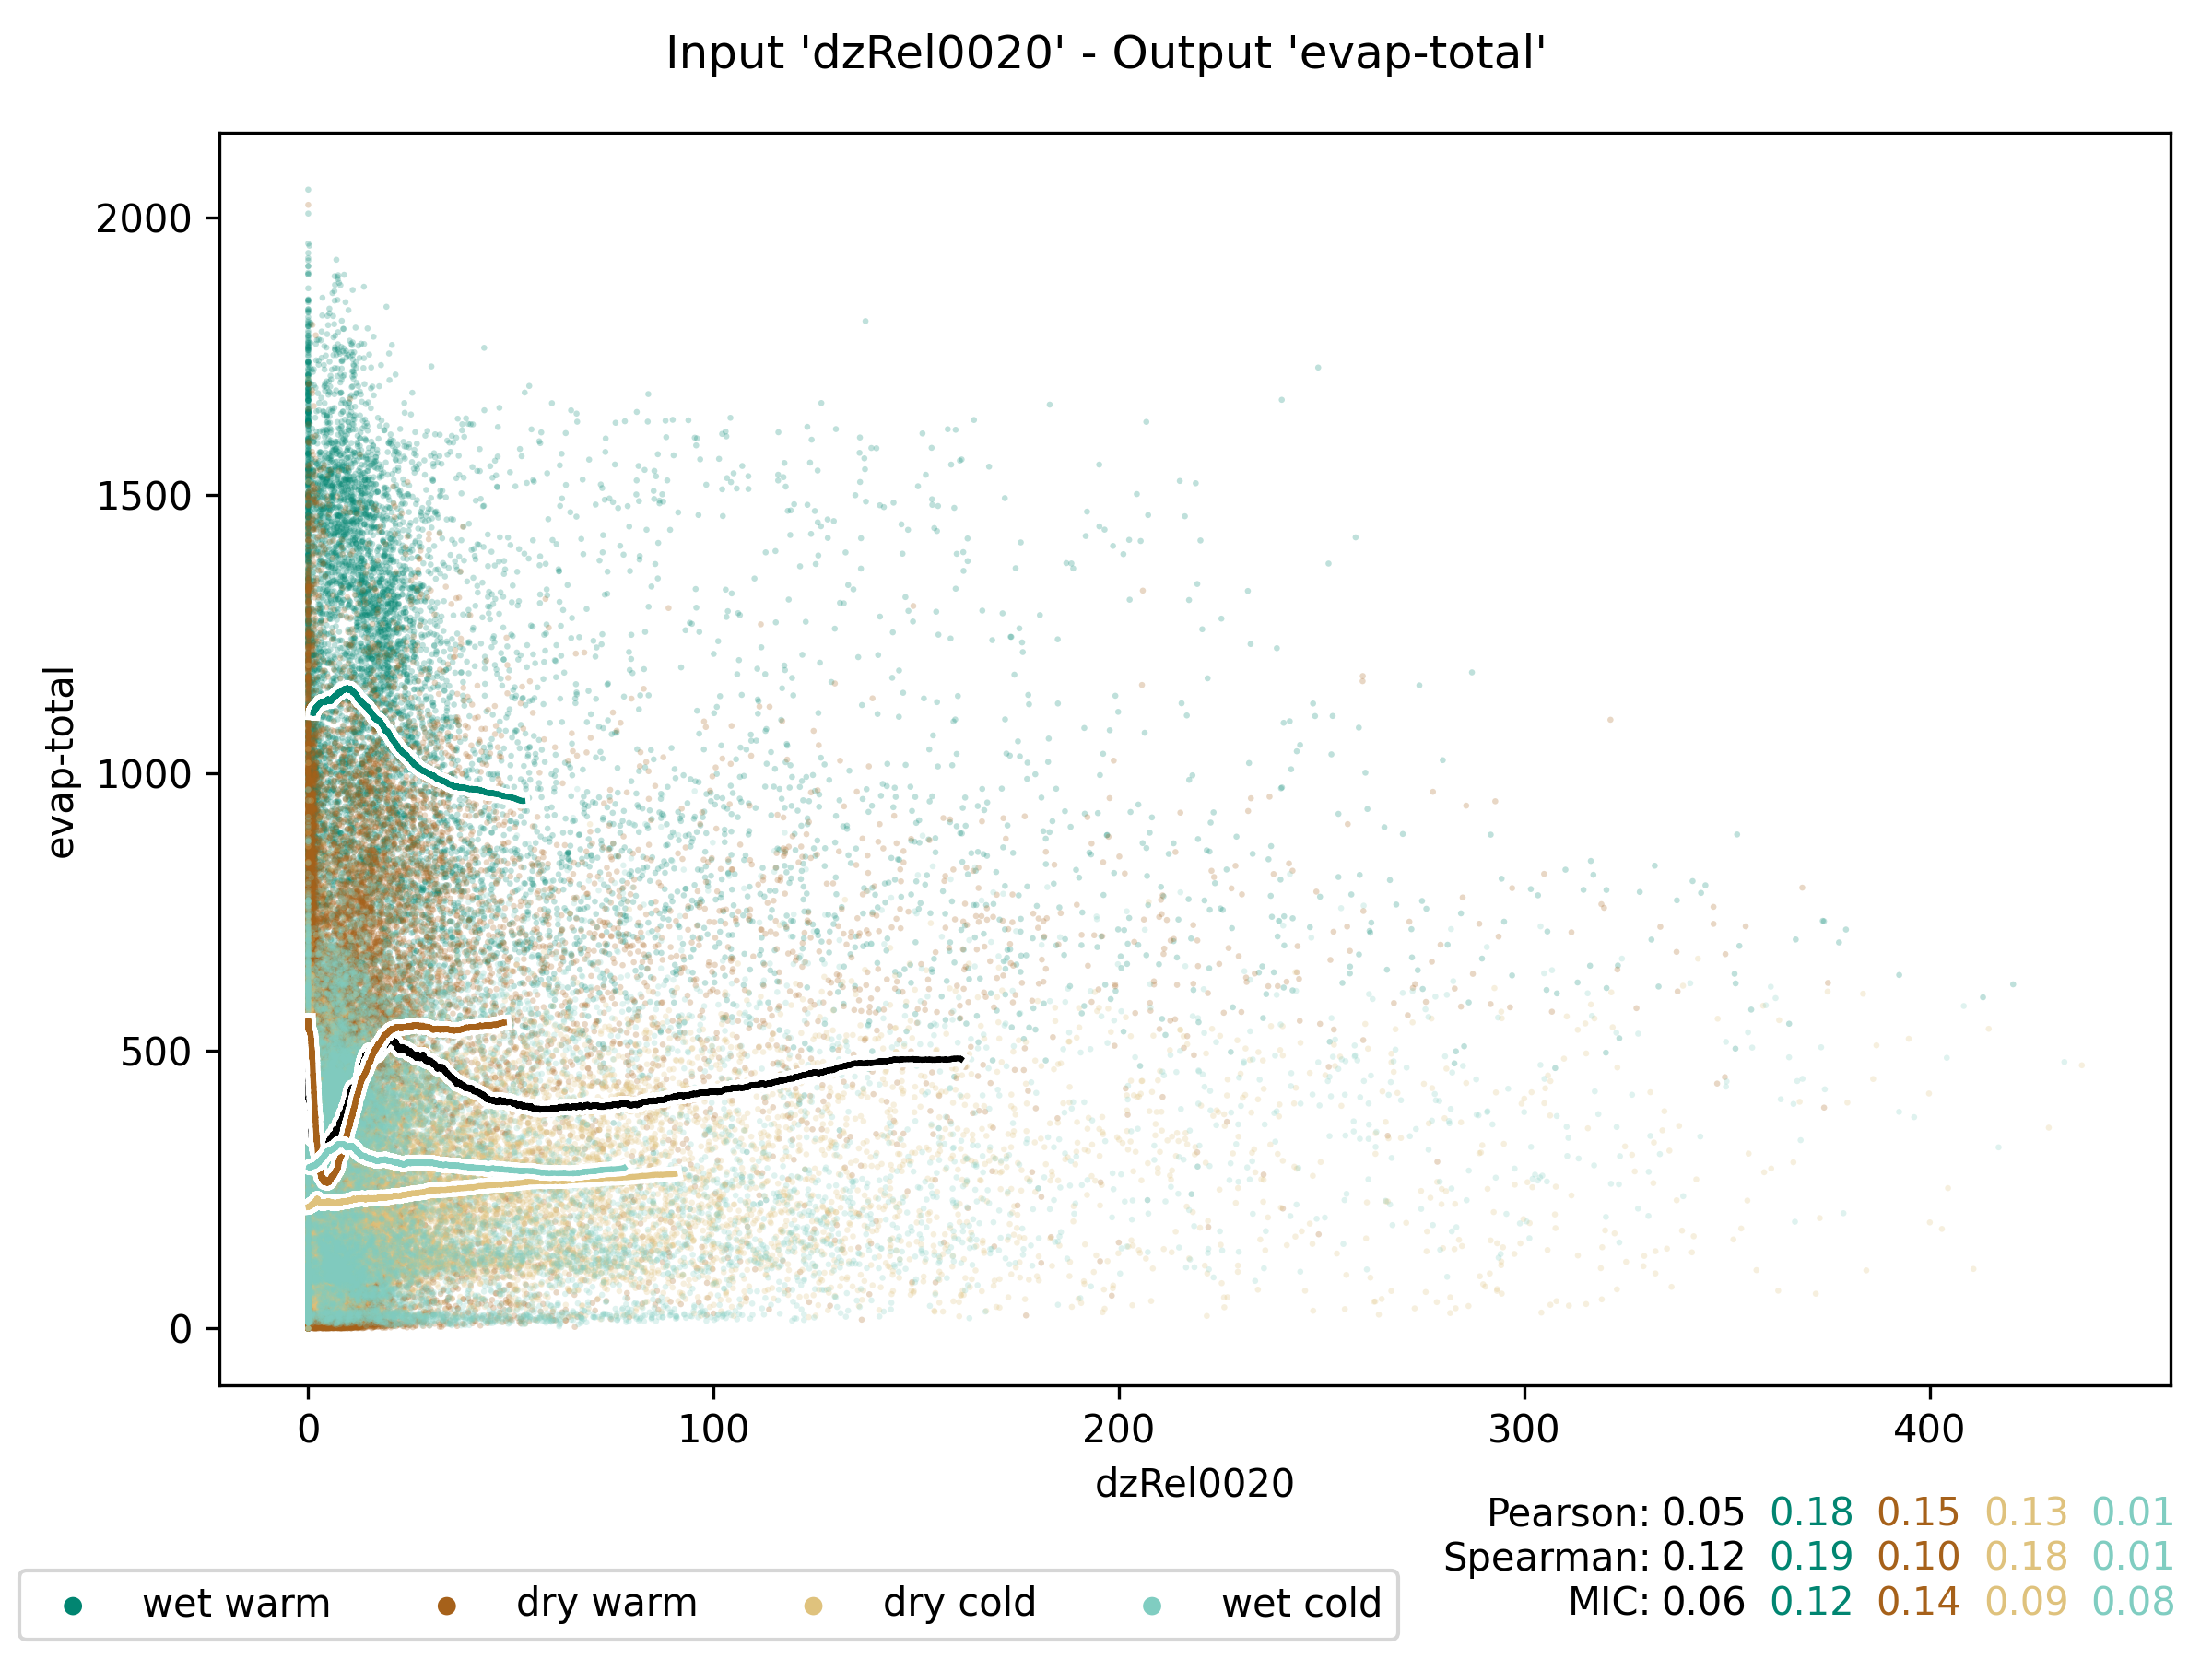 Input 'dzRel0020' - Output 'evap-total'
evap-total
2000
1500
1000
500
0
0 100 200 300 400
dzRel0020
Pearson: 0.05 0.18 0.15 0.13 0.01
Spearman: 0.12 0.19 0.10 0.18 0.01
MIC: 0.06 0.12 0.14 0.09 0.08
wet warm dry warm dry cold wet cold